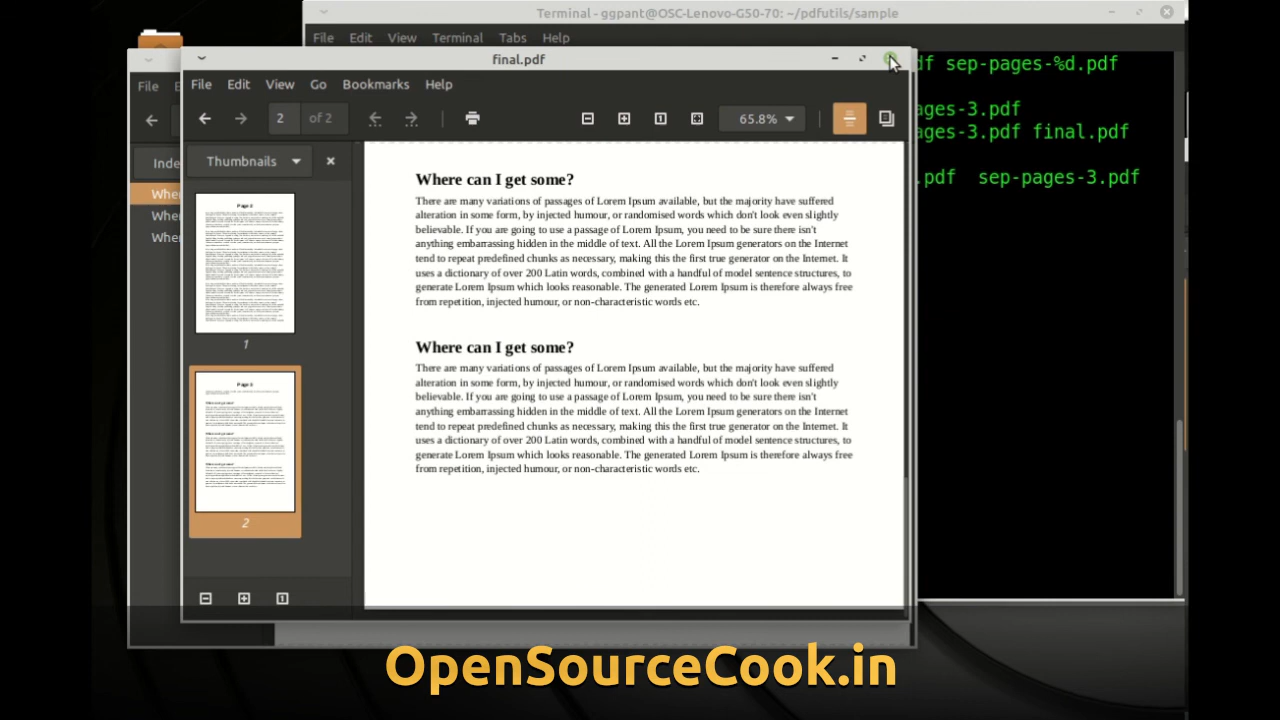 Terminal - ggpant@OSC-Lenovo-G50-70: ~/pdfutils/sample
File Edit View Terminal Tabs Help
df sep-pages-%d.pdf
ages-3.pdf
ages-3.pdf final.pdf
.pdf sep-pages-3.pdf
File
Inde
Wher
Wher
Wher
final.pdf
File Edit View Go Bookmarks Help
2 of 2
65.8%
Thumbnails
Page 2
1
Page 3
2
Where can I get some?
There are many variations of passages of Lorem Ipsum available, but the majority have suffered
alteration in some form, by injected humour, or randomised words which don't look even slightly
believable. If you are going to use a passage of Lorem Ipsum, you need to be sure there isn't
anything embarrassing hidden in the middle of text. All the Lorem Ipsum generators on the Internet
tend to repeat predefined chunks as necessary, making this the first true generator on the Internet. It
uses a dictionary of over 200 Latin words, combined with a handful of model sentence structures, to
generate Lorem Ipsum which looks reasonable. The generated Lorem Ipsum is therefore always free
from repetition, injected humour, or non-characteristic words etc.
Where can I get some?
There are many variations of passages of Lorem Ipsum available, but the majority have suffered
alteration in some form, by injected humour, or randomised words which don't look even slightly
believable. If you are going to use a passage of Lorem Ipsum, you need to be sure there isn't
anything embarrassing hidden in the middle of text. All the Lorem Ipsum generators on the Internet
tend to repeat predefined chunks as necessary, making this the first true generator on the Internet. It
uses a dictionary of over 200 Latin words, combined with a handful of model sentence structures, to
generate Lorem Ipsum which looks reasonable. The generated Lorem Ipsum is therefore always free
from repetition, injected humour, or non-characteristic words etc.
OpenSourceCook.in